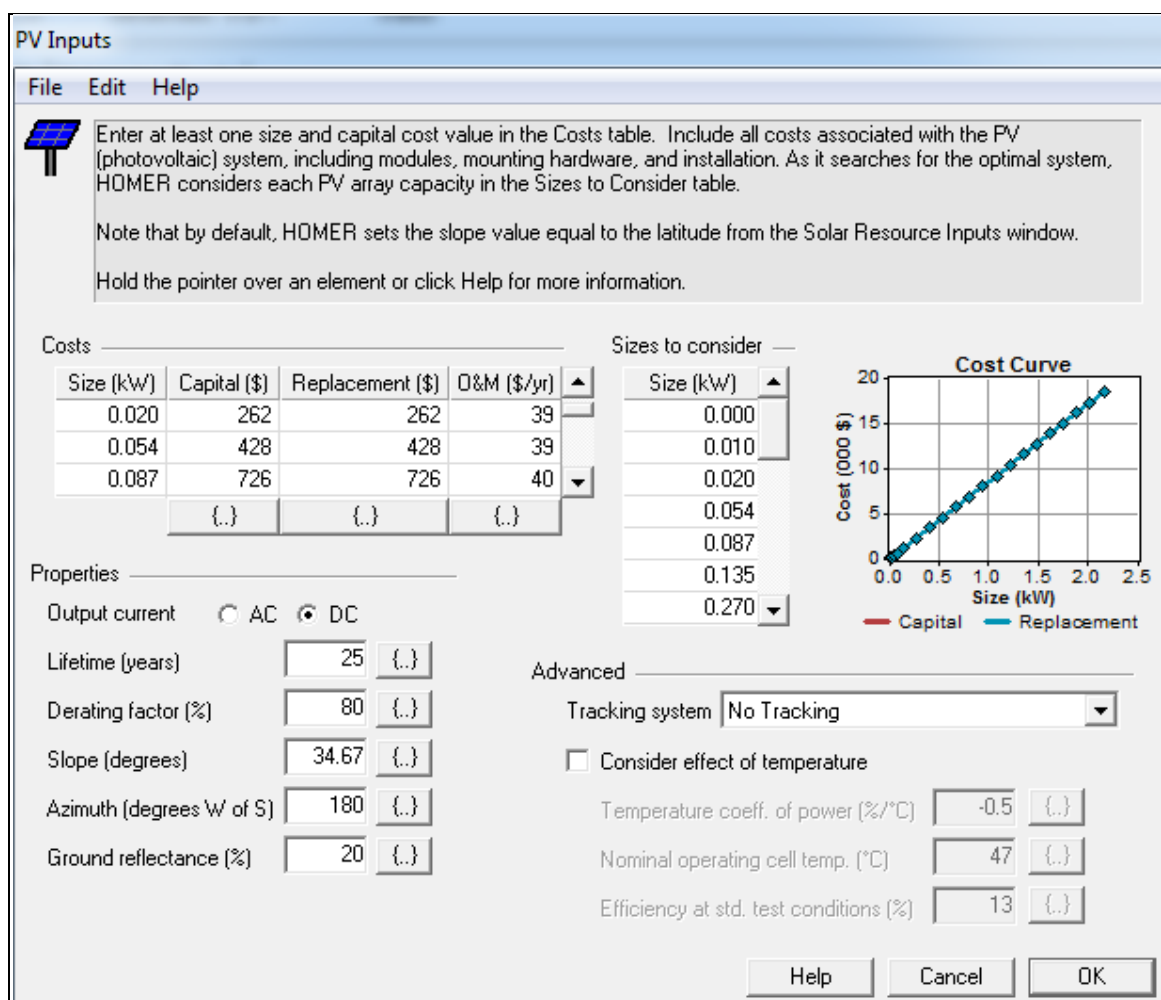 PV Inputs
File Edit Help
Enter at least one size and capital cost value in the Costs table. Include all costs associated with the PV
(photovoltaic) system, including modules, mounting hardware, and installation. As it searches for the optimal system,
HOMER considers each PV array capacity in the Sizes to Consider table.
Note that by default, HOMER sets the slope value equal to the latitude from the Solar Resource Inputs window.
Hold the pointer over an element or click Help for more information.
Costs
Size (kW) Capital ($) Replacement ($) O&M ($/yr)
0.020 262 262 39
0.054 428 428 39
0.087 726 726 40
{..} {..} {..}
Sizes to consider
Size (kW)
0.000
0.010
0.020
0.054
0.087
0.135
0.270
Cost Curve
Cost (000 $)
20
15
10
5
0
0.0 0.5 1.0 1.5 2.0 2.5
Size (kW)
Capital Replacement
Properties
Output current AC DC
Lifetime (years) 25 {..}
Derating factor (%) 80 {..}
Slope (degrees) 34.67 {..}
Azimuth (degrees W of S) 180 {..}
Ground reflectance (%) 20 {..}
Advanced
Tracking system No Tracking
Consider effect of temperature
Temperature coeff. of power (%/°C) -0.5 {..}
Nominal operating cell temp. (°C) 47 {..}
Efficiency at std. test conditions (%) 13 {..}
Help Cancel OK